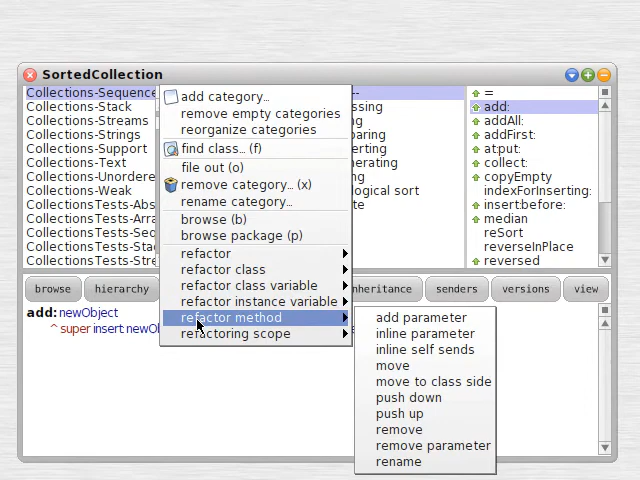 SortedCollection
Collections-Sequence
Collections-Stack
Collections-Streams
Collections-Strings
Collections-Support
Collections-Text
Collections-Unordere
Collections-Weak
CollectionsTests-Abs
CollectionsTests-Arra
CollectionsTests-Seq
CollectionsTests-Sta
CollectionsTests-Stre
add category...
remove empty categories
reorganize categories
find class... (f)
file out (o)
remove category... (x)
rename category...
browse (b)
browse package (p)
refactor
refactor class
refactor class variable
refactor instance variable
refactor method
refactoring scope
--
ssing
paring
erting
nerating
logical sort
=
add:
addAll:
addFirst:
at:put:
collect:
copyEmpty
indexForInserting:
insert:before:
median
reSort
reverseInPlace
reversed
browse
hierarchy
nheritance
senders
versions
view
add: newObject
^ super insert newOb
add parameter
inline parameter
inline self sends
move
move to class side
push down
push up
remove
remove parameter
rename